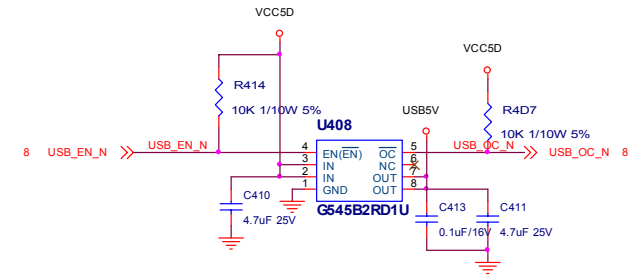 VCC5D
VCC5D
R414
10K 1/10W 5%
USB5V
R4D7
10K 1/10W 5%
U408
8 USB_EN_N
USB_EN_N
4 EN(EN) OC 5
3 IN NC 6
2 IN OUT 7
1 GND OUT 8
USB_OC_N
USB_OC_N 8
G545B2RD1U
C410
4.7uF 25V
C413
0.1uF/16V
C411
4.7uF 25V